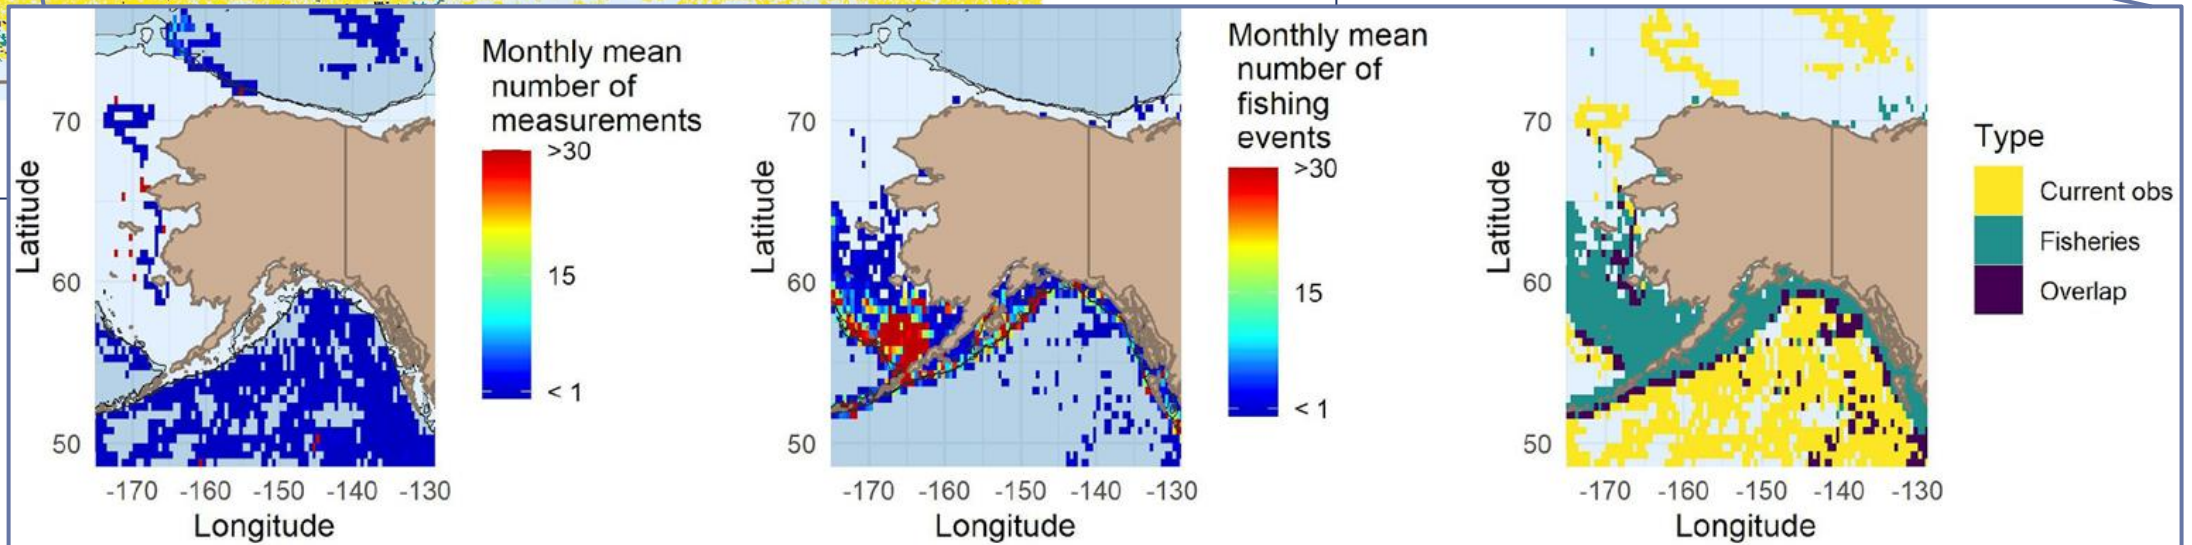 Latitude
70
60
50
-170 -160 -150 -140 -130
Longitude
Monthly mean
number of
measurements
>30
15
< 1
Latitude
70
60
50
-170 -160 -150 -140 -130
Longitude
Monthly mean
number of
fishing
events
>30
15
< 1
Latitude
70
60
50
-170 -160 -150 -140 -130
Longitude
Type
Current obs
Fisheries
Overlap